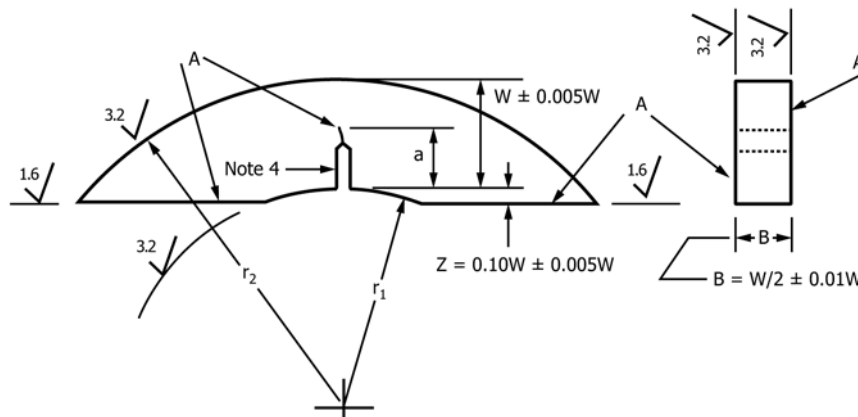 3.2
3.2
A
A
W ± 0.005W
A
3.2
a
Note 4
1.6
1.6
3.2
B
r2
r1
Z = 0.10W ± 0.005W
B = W/2 ± 0.01W